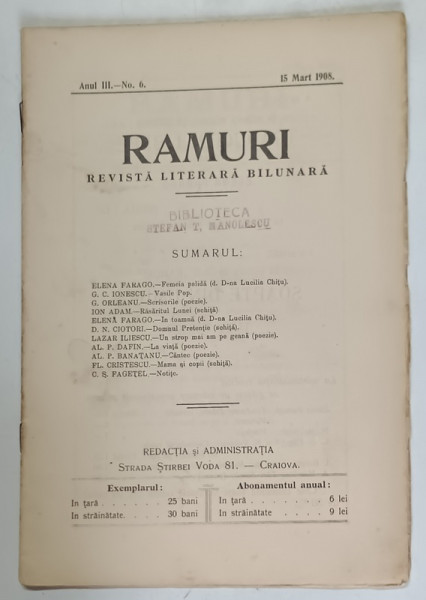 Anul III.—No. 6.
15 Mart 1908.
RAMURI
REVISTĂ LITERARĂ BILUNARĂ
BIBLIOTECA
ȘTEFAN T. MANOLESCU
SUMARUL:
ELENA FARAGO.—Femeia palidă (d. D-na Lucilia Chițu).
G. C. IONESCU.—Vasile Pop.
G. ORLEANU.—Scrisorile (poezie).
ION ADAM.—Răsăritul Lunei (schiță)
ELENA FARAGO.—In toamnă (d. D-na Lucilia Chițu).
D. N. CIOTORI.—Domnul Pretenție (schiță).
LAZAR ILIESCU.—Un strop mai am pe geană (poezie).
AL. P. DAFIN.—La viață (poezie).
AL. P. BANAȚANU.—Cântec (poezie).
FL. CRISTESCU.—Mama și copii (schiță).
C. Ș. FAGEȚEL.—Notițe.
REDACȚIA și ADMINISTRAȚIA
STRADA ȘTIRBEI VODA 81. — CRAIOVA.
Exemplarul:
In țară . . . . . . 25 bani
In străinătate. . . . 30 bani
Abonamentul anual:
In țară . . . . . . . 6 lei
In străinătate . . . . 9 lei